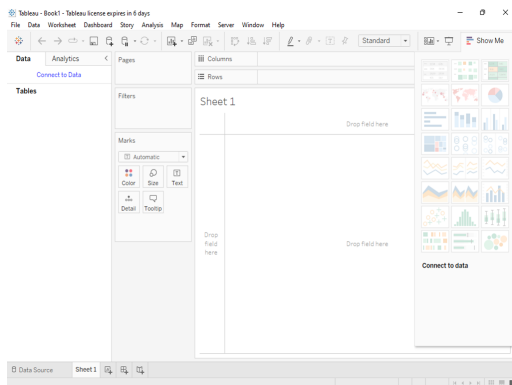 Tableau - Book1 - Tableau license expires in 6 days
File Data Worksheet Dashboard Story Analysis Map Format Server Window Help
Standard Show Me
Data Analytics
Connect to Data
Tables
Pages
Filters
Marks
Automatic
Color Size Text
Detail Tooltip
Columns
Rows
Sheet 1
Drop field here
Drop
field
here
Drop field here
Connect to data
Data Source Sheet 1